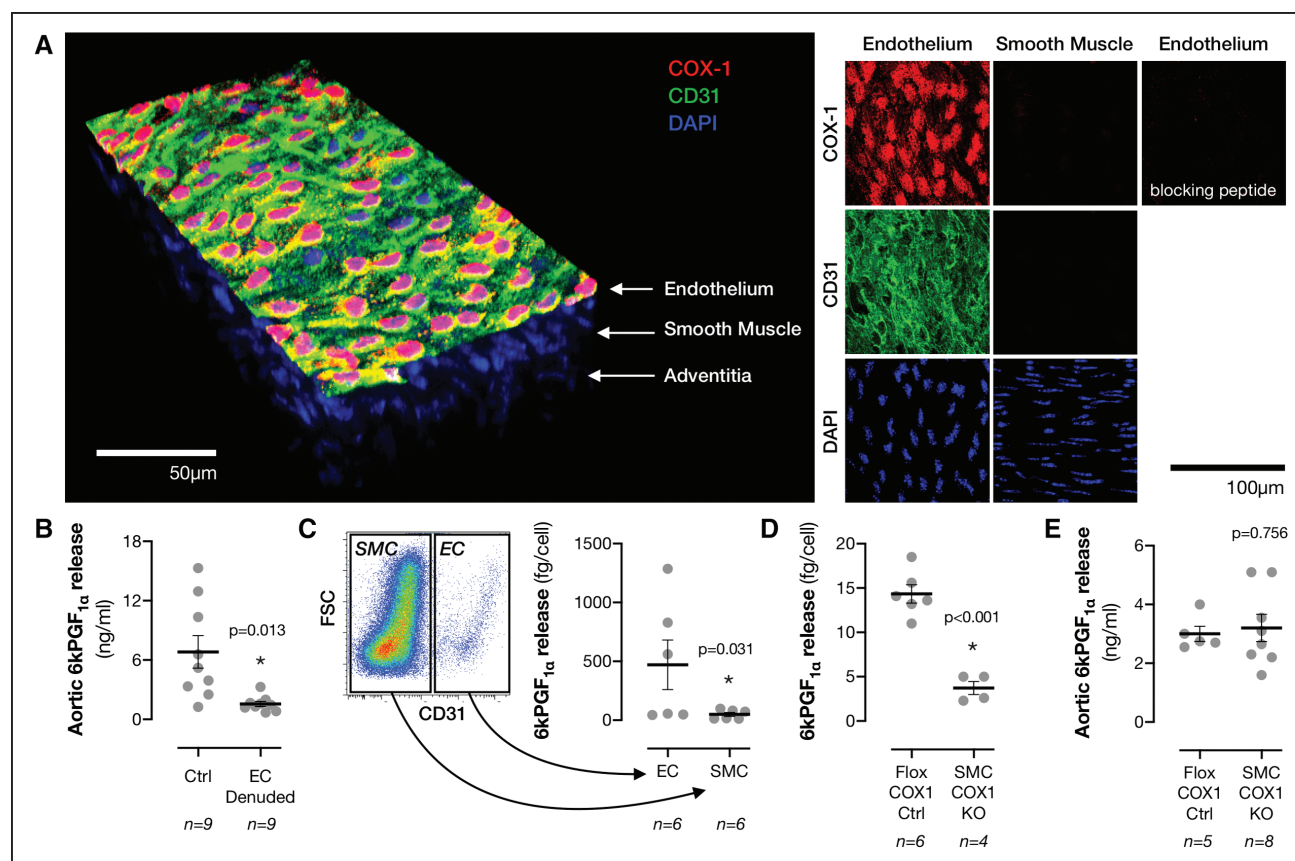 A
COX-1
CD31
DAPI
Endothelium
Smooth Muscle
Adventitia
50µm
Endothelium Smooth Muscle Endothelium
COX-1
blocking peptide
CD31
DAPI
100µm
B
Aortic 6kPGF1α release
(ng/ml)
18
12
6
0
p=0.013
*
Ctrl
EC
Denuded
n=9 n=9
C
FSC
SMC EC
CD31
6kPGF1α release (fg/cell)
1500
1000
500
0
p=0.031
*
EC SMC
n=6 n=6
D
6kPGF1α release (fg/cell)
20
15
10
5
0
p<0.001
*
Flox
COX1
Ctrl
SMC
COX1
KO
n=6 n=4
E
Aortic 6kPGF1α release
(ng/ml)
6
4
2
0
p=0.756
Flox
COX1
Ctrl
SMC
COX1
KO
n=5 n=8